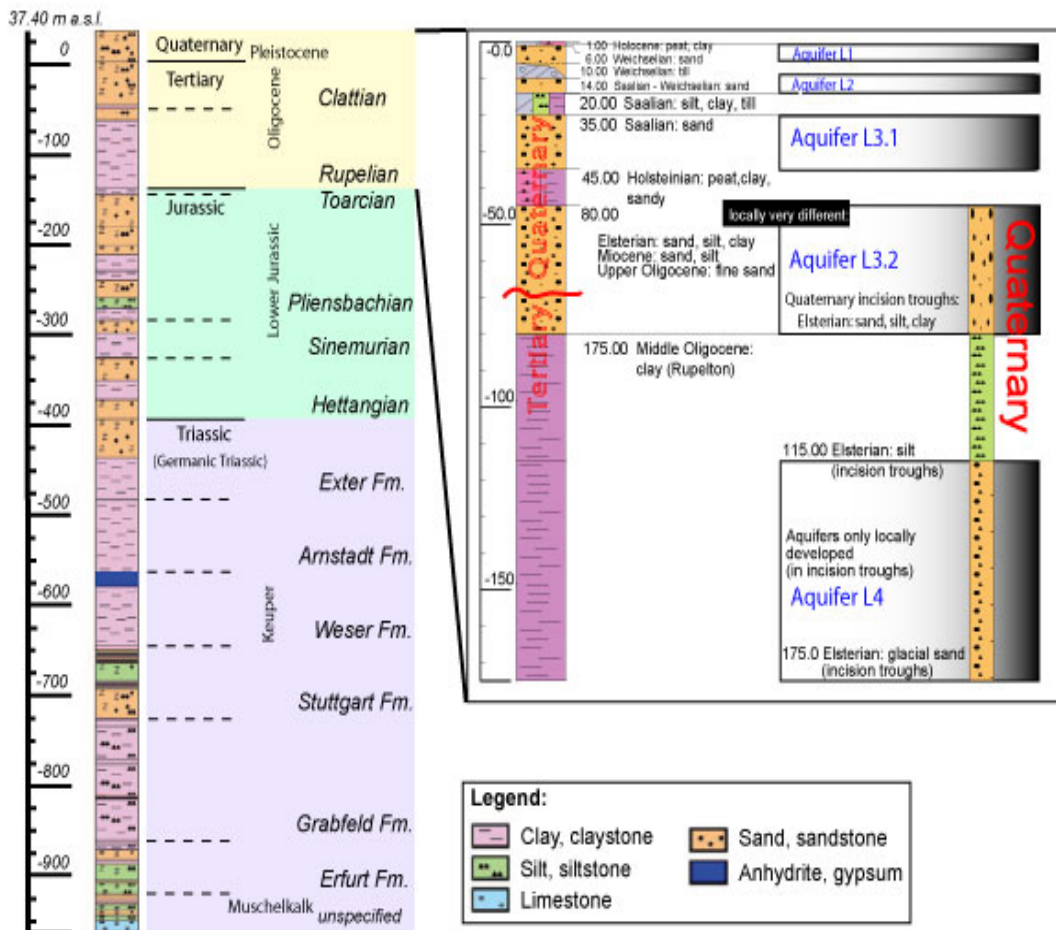 37.40 m a.s.l.
0
-100
-200
-300
-400
-500
-600
-700
-800
-900
Quaternary
Pleistocene
Tertiary
Oligocene
Clattian
Rupelian
Toarcian
Jurassic
Lower Jurassic
Pliensbachian
Sinemurian
Hettangian
Triassic
(Germanic Triassic)
Exter Fm.
Arnstadt Fm.
Keuper
Weser Fm.
Stuttgart Fm.
Grabfeld Fm.
Erfurt Fm.
Muschelkalk
unspecified
-0.0
-50.0
-100
-150
Tertiary
Quaternary
1.00 Holocene: peat, clay
6.00 Weichselian: sand
10.00 Weichselian: till
14.00 Saalian - Weichselian: sand
20.00 Saalian: silt, clay, till
35.00 Saalian: sand
45.00 Holsteinian: peat,clay,
sandy
80.00
Elsterian: sand, silt, clay
Miocene: sand, silt
Upper Oligocene: fine sand
175.00 Middle Oligocene:
clay (Rupelton)
Aquifer L1
Aquifer L2
Aquifer L3.1
locally very different:
Aquifer L3.2
Quaternary incision troughs:
Elsterian: sand, silt, clay
Quaternary
115.00 Elsterian: silt
(incision troughs)
Aquifers only locally
developed
(in incision troughs)
Aquifer L4
175.0 Elsterian: glacial sand
(incision troughs)
Legend:
Clay, claystone
Silt, siltstone
Limestone
Sand, sandstone
Anhydrite, gypsum